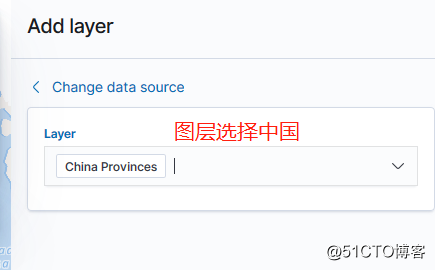 Add layer
Change data source
图层选择中国
Layer
China Provinces
@51CTO博客